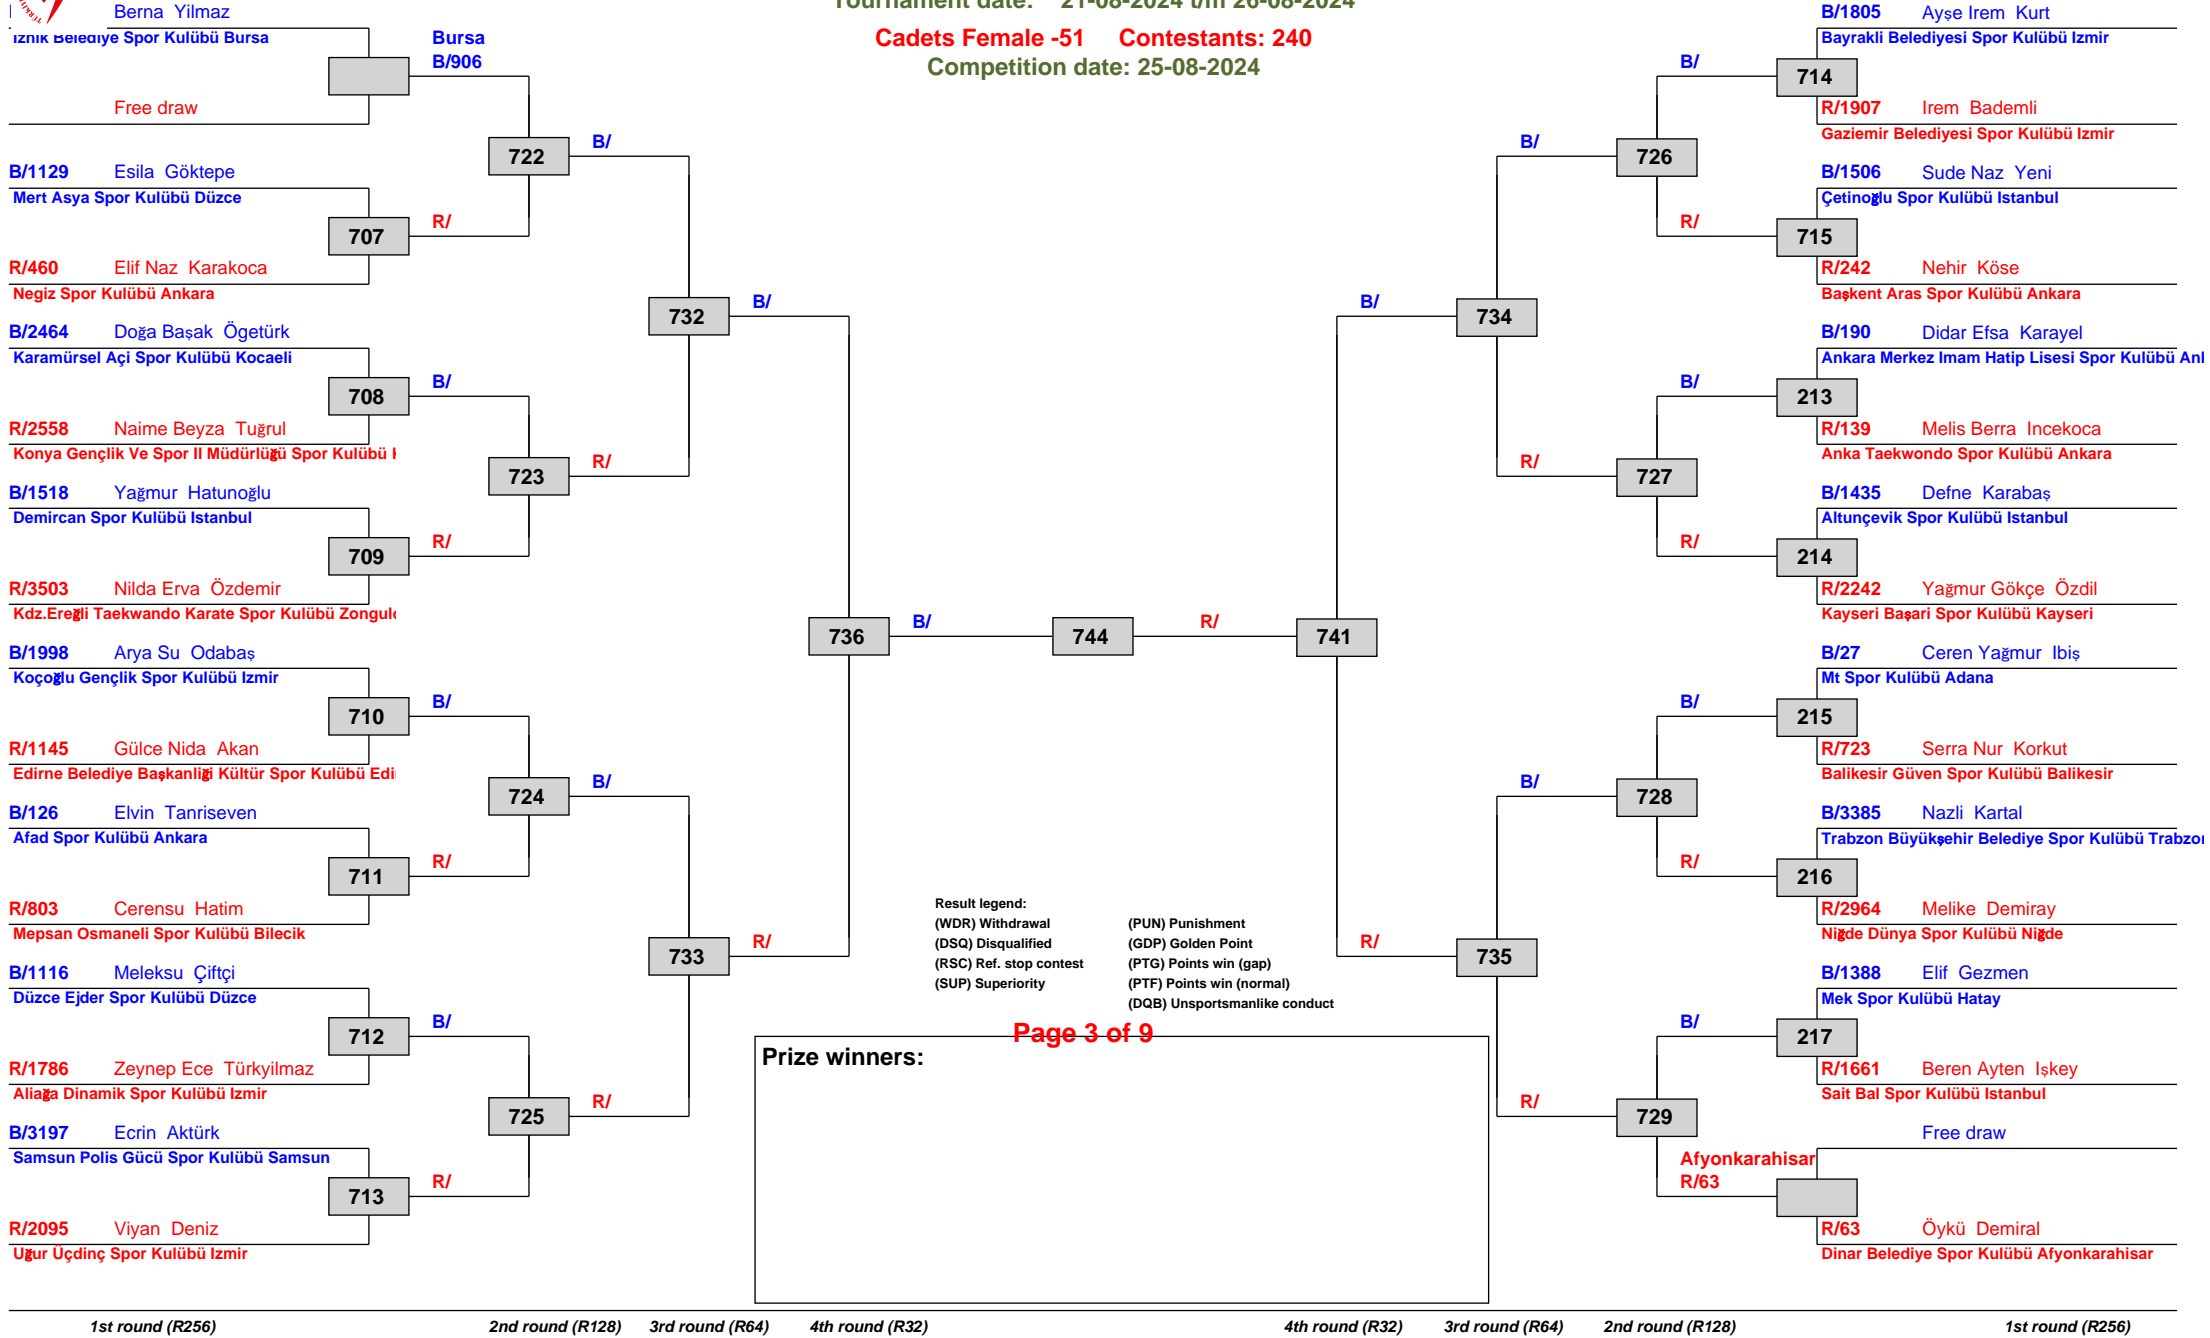 Tournament date: 21-08-2024 t/m 26-08-2024
Cadets Female -51 Contestants: 240
Competition date: 25-08-2024
Berna Yilmaz
Iznik Belediye Spor Kulübü Bursa
Bursa
B/906
Free draw
722
B/
B/1129 Esila Göktepe
Mert Asya Spor Kulübü Düzce
707
R/
R/460 Elif Naz Karakoca
Negiz Spor Kulübü Ankara
732
B/
B/2464 Doğa Başak Ögetürk
Karamürsel Açi Spor Kulübü Kocaeli
708
B/
R/2558 Naime Beyza Tuğrul
Konya Gençlik Ve Spor Il Müdürlüğü Spor Kulübü
723
R/
B/1518 Yağmur Hatunoğlu
Demircan Spor Kulübü Istanbul
709
R/
R/3503 Nilda Erva Özdemir
Kdz.Ereğli Taekwando Karate Spor Kulübü Zongul
736
B/
744
R/
741
B/1998 Arya Su Odabaş
Koçoğlu Gençlik Spor Kulübü Izmir
710
B/
R/1145 Gülce Nida Akan
Edirne Belediye Başkanliği Kültür Spor Kulübü Edi
724
B/
B/126 Elvin Tanriseven
Afad Spor Kulübü Ankara
711
R/
R/803 Cerensu Hatim
Mepsan Osmaneli Spor Kulübü Bilecik
733
R/
B/1116 Meleksu Çiftçi
Düzce Ejder Spor Kulübü Düzce
712
B/
R/1786 Zeynep Ece Türkyilmaz
Aliağa Dinamik Spor Kulübü Izmir
725
R/
B/3197 Ecrin Aktürk
Samsun Polis Gücü Spor Kulübü Samsun
713
R/
R/2095 Viyan Deniz
Uğur Üçdinç Spor Kulübü Izmir
B/1805 Ayşe Irem Kurt
Bayrakli Belediyesi Spor Kulübü Izmir
B/
714
R/1907 Irem Bademli
Gaziemir Belediyesi Spor Kulübü Izmir
B/
726
B/1506 Sude Naz Yeni
Çetinoğlu Spor Kulübü Istanbul
R/
715
R/242 Nehir Köse
Başkent Aras Spor Kulübü Ankara
B/
734
B/190 Didar Efsa Karayel
Ankara Merkez Imam Hatip Lisesi Spor Kulübü An
B/
213
R/139 Melis Berra Incekoca
Anka Taekwondo Spor Kulübü Ankara
R/
727
B/1435 Defne Karabaş
Altunçevik Spor Kulübü Istanbul
R/
214
R/2242 Yağmur Gökçe Özdil
Kayseri Başari Spor Kulübü Kayseri
B/27 Ceren Yağmur Ibiş
Mt Spor Kulübü Adana
B/
215
R/723 Serra Nur Korkut
Balikesir Güven Spor Kulübü Balikesir
B/
728
B/3385 Nazli Kartal
Trabzon Büyükşehir Belediye Spor Kulübü Trabzon
R/
216
R/2964 Melike Demiray
Niğde Dünya Spor Kulübü Niğde
R/
735
B/1388 Elif Gezmen
Mek Spor Kulübü Hatay
B/
217
R/1661 Beren Ayten Işkey
Sait Bal Spor Kulübü Istanbul
R/
729
Free draw
Afyonkarahisar
R/63
R/63 Öykü Demiral
Dinar Belediye Spor Kulübü Afyonkarahisar
Result legend:
(WDR) Withdrawal (PUN) Punishment
(DSQ) Disqualified (GDP) Golden Point
(RSC) Ref. stop contest (PTG) Points win (gap)
(SUP) Superiority (PTF) Points win (normal)
(DQB) Unsportsmanlike conduct
Page 3 of 9
Prize winners:
1st round (R256) 2nd round (R128) 3rd round (R64) 4th round (R32) 4th round (R32) 3rd round (R64) 2nd round (R128) 1st round (R256)